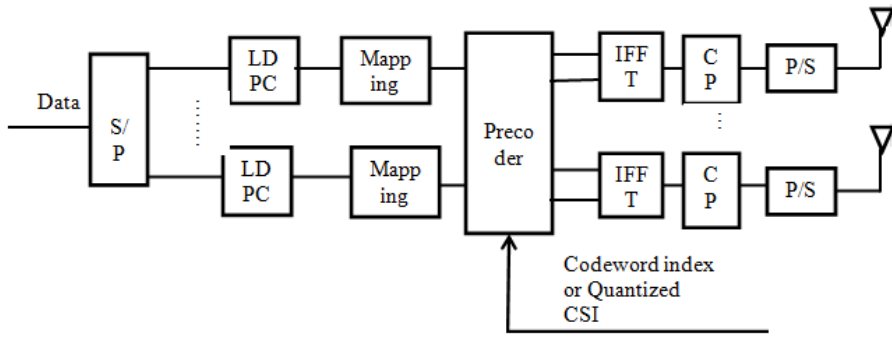 Data
S/
P
LD
PC
Mapp
ing
LD
PC
Mapp
ing
Preco
der
IFF
T
C
P
P/S
IFF
T
C
P
P/S
Codeword index
or Quantized
CSI